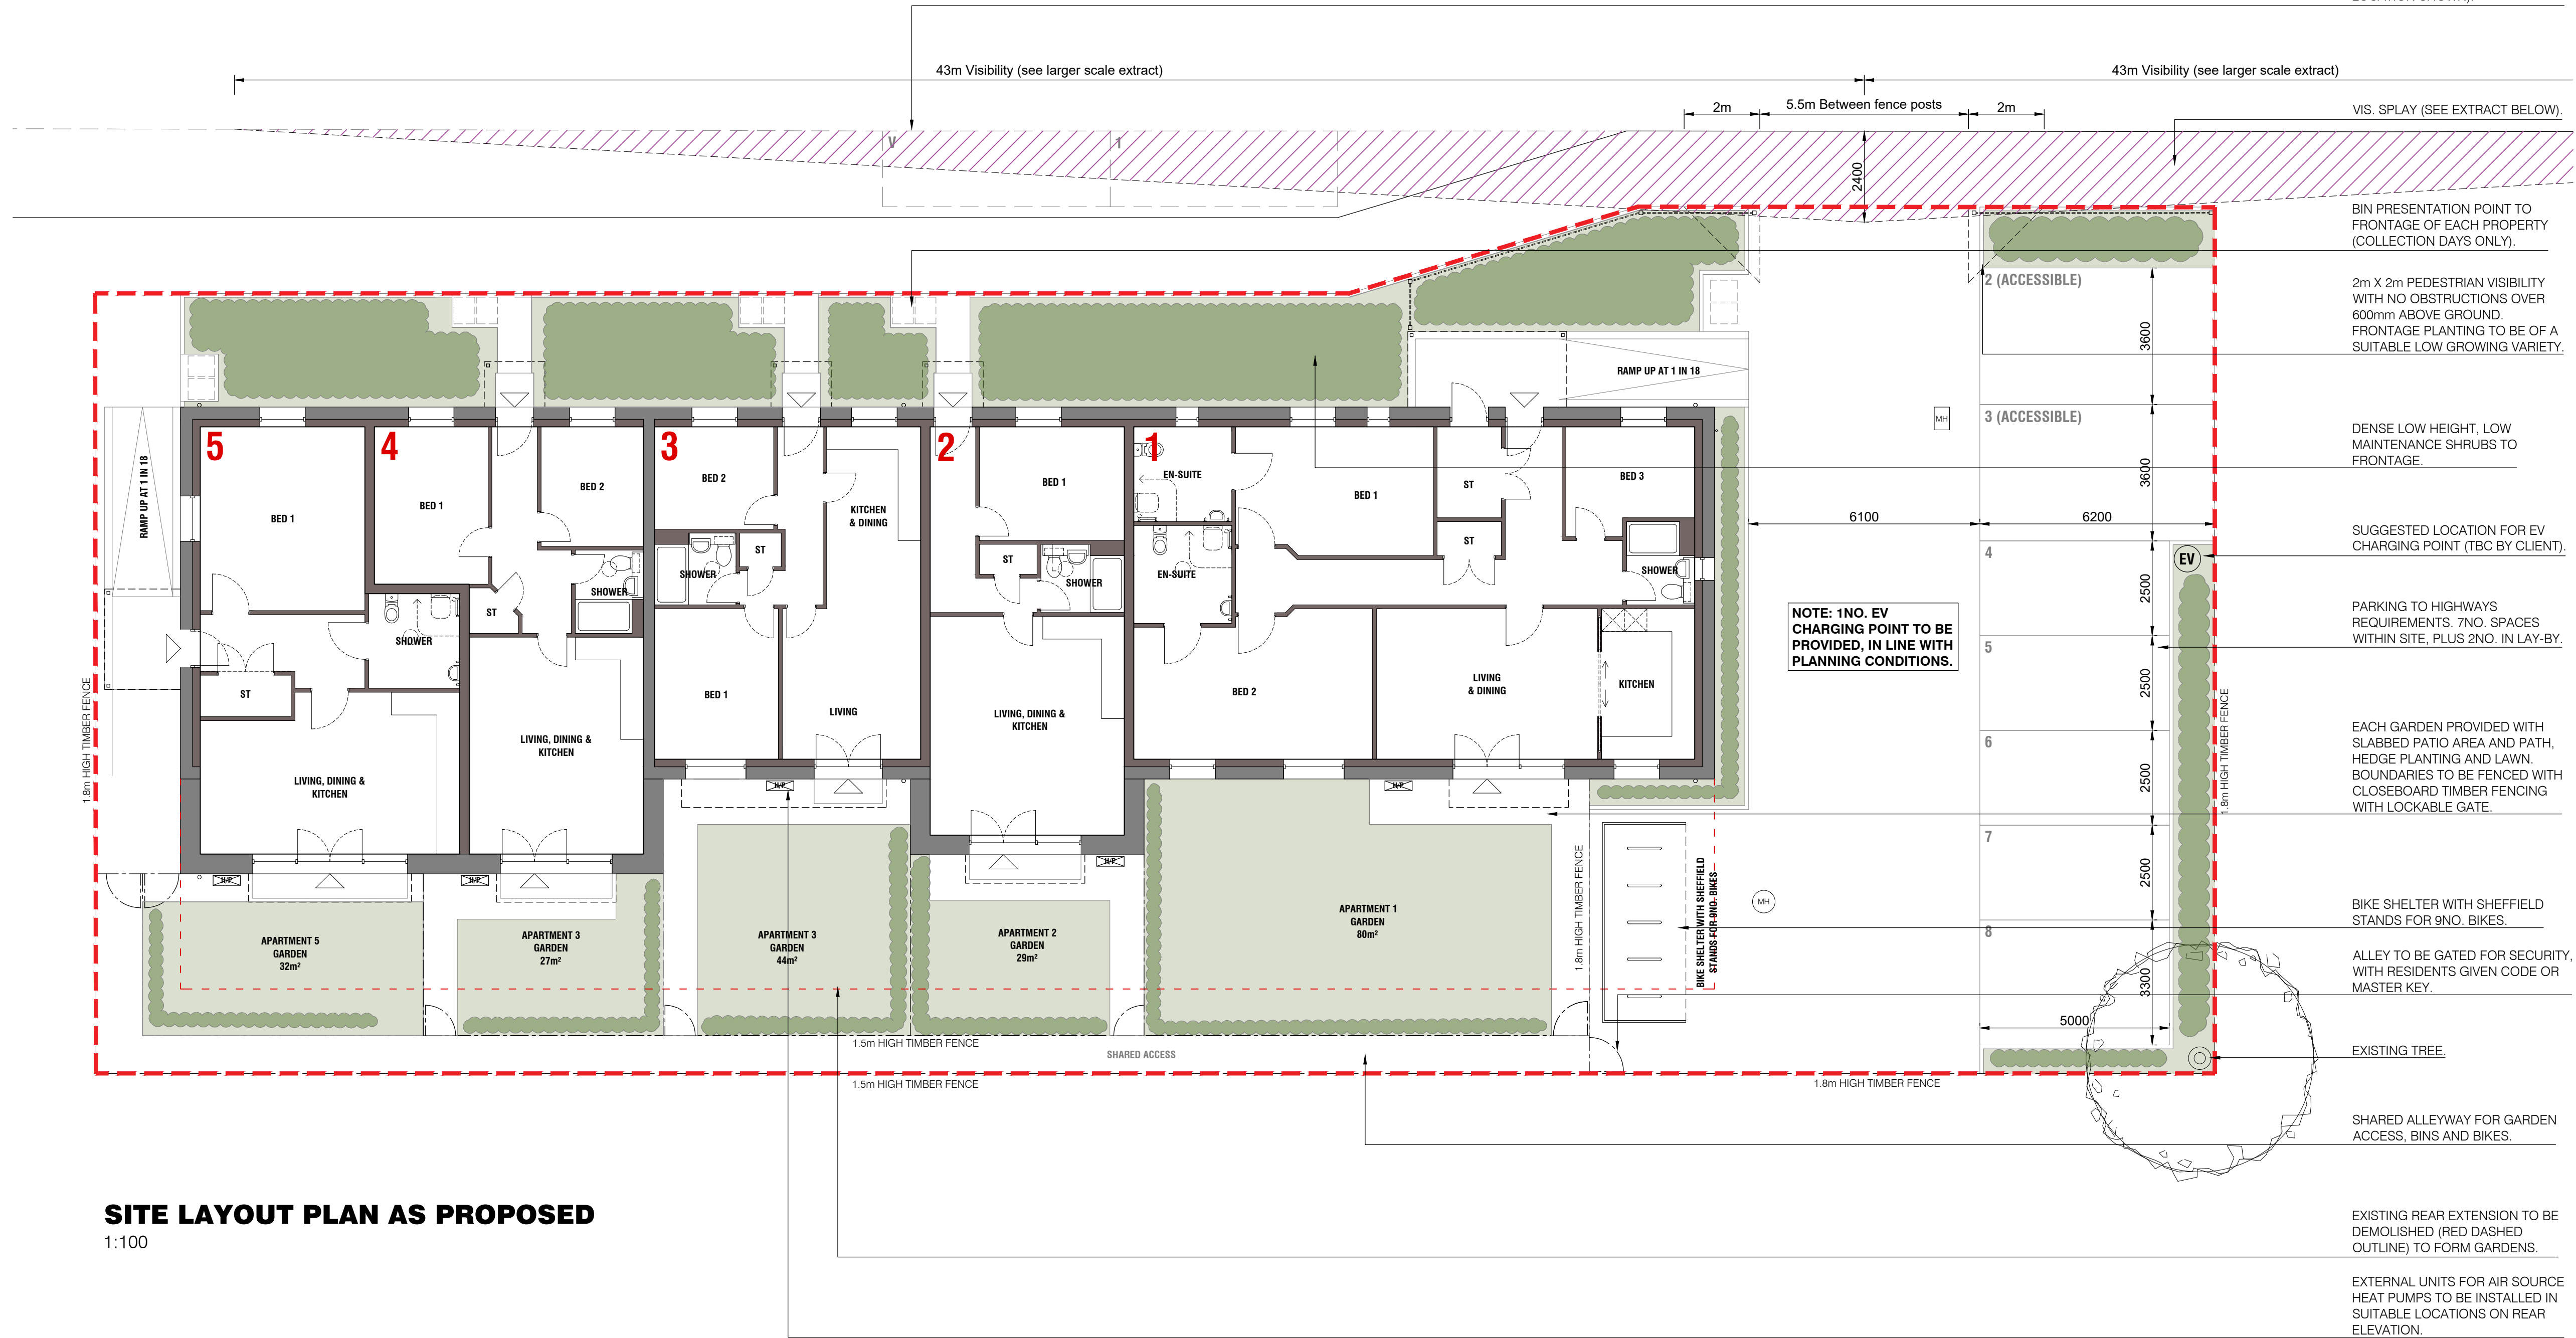 43m Visibility (see larger scale extract)
43m Visibility (see larger scale extract)
2m
5.5m Between fence posts
2m
VIS. SPLAY (SEE EXTRACT BELOW).
V
1
2400
BIN PRESENTATION POINT TO
FRONTAGE OF EACH PROPERTY
(COLLECTION DAYS ONLY).
2m X 2m PEDESTRIAN VISIBILITY
WITH NO OBSTRUCTIONS OVER
600mm ABOVE GROUND.
FRONTAGE PLANTING TO BE OF A
SUITABLE LOW GROWING VARIETY.
2 (ACCESSIBLE)
3600
RAMP UP AT 1 IN 18
3 (ACCESSIBLE)
MH
DENSE LOW HEIGHT, LOW
MAINTENANCE SHRUBS TO
FRONTAGE.
3600
5
4
3
2
1
RAMP UP AT 1 IN 18
BED 1
BED 1
BED 2
BED 2
KITCHEN
& DINING
BED 1
EN-SUITE
BED 1
ST
BED 3
6100
6200
SUGGESTED LOCATION FOR EV
CHARGING POINT (TBC BY CLIENT).
EV
4
2500
ST
ST
ST
SHOWER
SHOWER
EN-SUITE
SHOWER
SHOWER
ST
SHOWER
NOTE: 1NO. EV
CHARGING POINT TO BE
PROVIDED, IN LINE WITH
PLANNING CONDITIONS.
PARKING TO HIGHWAYS
REQUIREMENTS. 7NO. SPACES
WITHIN SITE, PLUS 2NO. IN LAY-BY.
5
2500
1.8m HIGH TIMBER FENCE
ST
BED 1
LIVING
LIVING, DINING &
KITCHEN
BED 2
LIVING
& DINING
KITCHEN
LIVING, DINING &
KITCHEN
LIVING, DINING &
KITCHEN
6
2500
1.8m HIGH TIMBER FENCE
EACH GARDEN PROVIDED WITH
SLABBED PATIO AREA AND PATH,
HEDGE PLANTING AND LAWN.
BOUNDARIES TO BE FENCED WITH
CLOSEBOARD TIMBER FENCING
WITH LOCKABLE GATE.
H/P
H/P
7
2500
H/P
H/P
H/P
1.8m HIGH TIMBER FENCE
BIKE SHELTER WITH SHEFFIELD
STANDS FOR 9NO. BIKES
MH
BIKE SHELTER WITH SHEFFIELD
STANDS FOR 9NO. BIKES.
8
APARTMENT 5
GARDEN
32m²
APARTMENT 3
GARDEN
27m²
APARTMENT 3
GARDEN
44m²
APARTMENT 2
GARDEN
29m²
APARTMENT 1
GARDEN
80m²
ALLEY TO BE GATED FOR SECURITY,
WITH RESIDENTS GIVEN CODE OR
MASTER KEY.
3300
5000
1.5m HIGH TIMBER FENCE
SHARED ACCESS
EXISTING TREE.
1.5m HIGH TIMBER FENCE
1.8m HIGH TIMBER FENCE
SHARED ALLEYWAY FOR GARDEN
ACCESS, BINS AND BIKES.
SITE LAYOUT PLAN AS PROPOSED
1:100
EXISTING REAR EXTENSION TO BE
DEMOLISHED (RED DASHED
OUTLINE) TO FORM GARDENS.
EXTERNAL UNITS FOR AIR SOURCE
HEAT PUMPS TO BE INSTALLED IN
SUITABLE LOCATIONS ON REAR
ELEVATION.